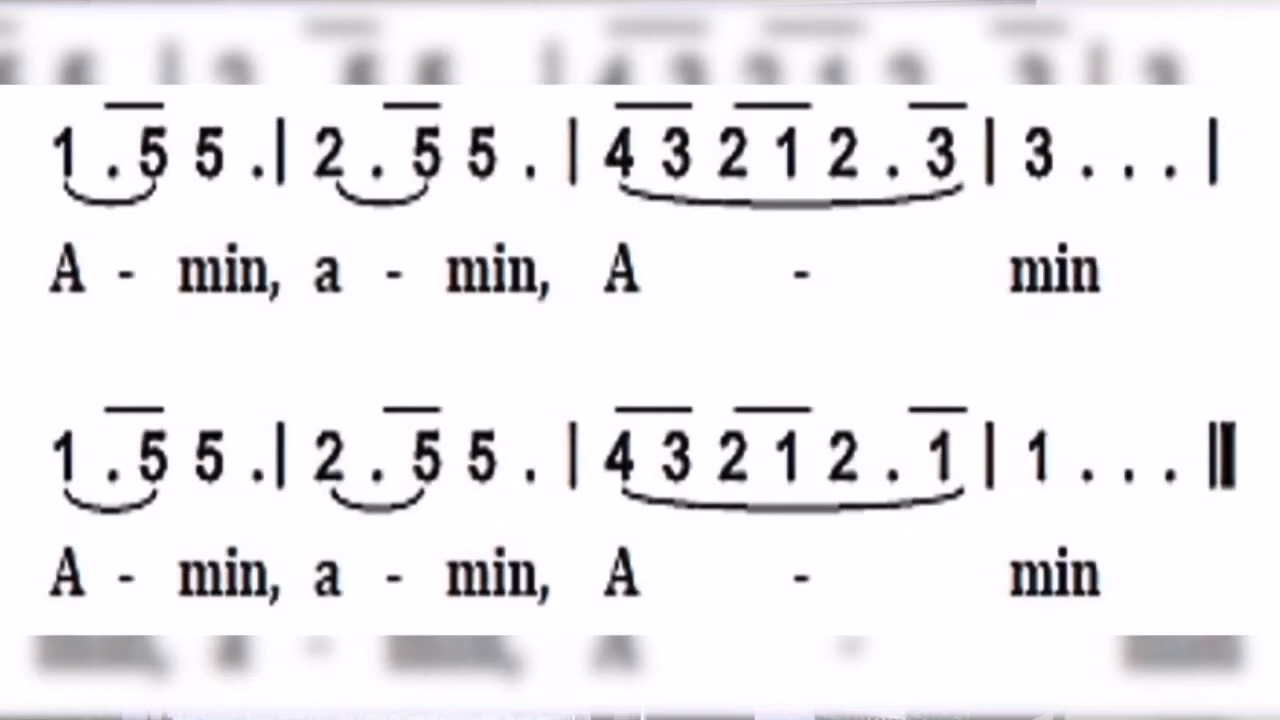 1 . 5 5 . | 2 . 5 5 . | 4 3 2 1 2 . 3 | 3 . . . |
A - min, a - min, A - min
1 . 5 5 . | 2 . 5 5 . | 4 3 2 1 2 . 1 | 1 . . . ||
A - min, a - min, A - min